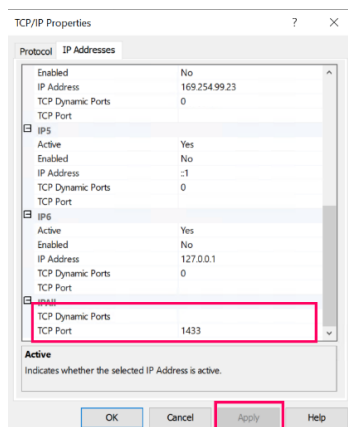 TCP/IP Properties ? ×
Protocol IP Addresses
Enabled No
IP Address 169.254.99.23
TCP Dynamic Ports 0
TCP Port
IP5
Active Yes
Enabled No
IP Address ::1
TCP Dynamic Ports 0
TCP Port
IP6
Active Yes
Enabled No
IP Address 127.0.0.1
TCP Dynamic Ports 0
TCP Port
IPAll
TCP Dynamic Ports
TCP Port 1433
Active
Indicates whether the selected IP Address is active.
OK Cancel Apply Help